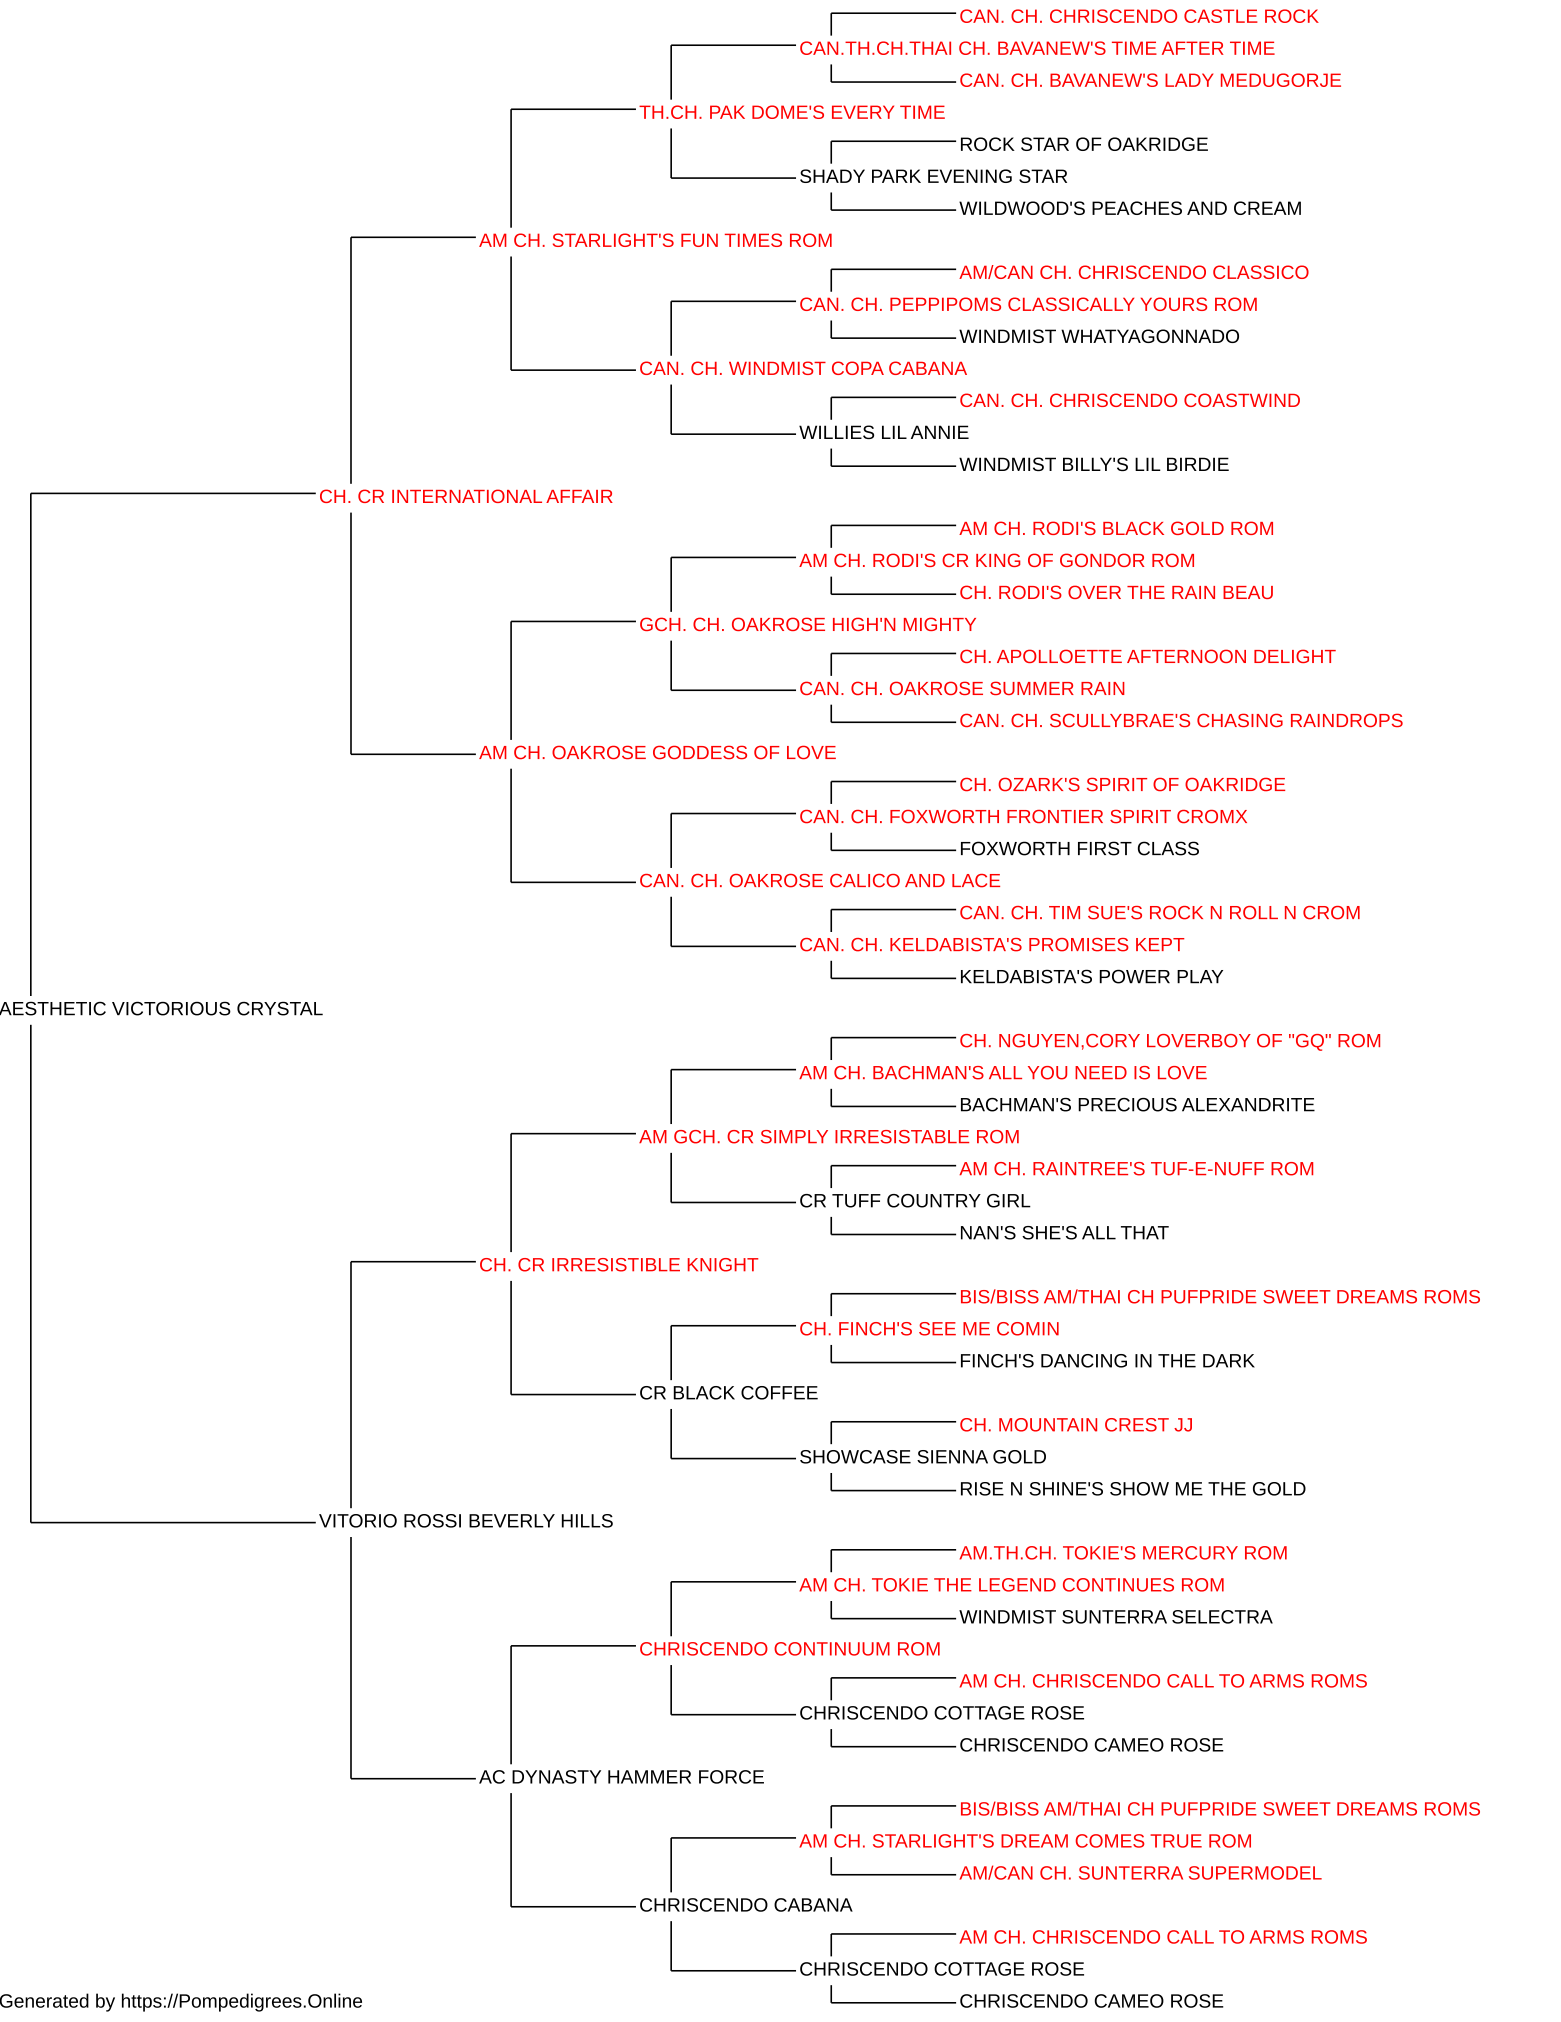 CAN. CH. CHRISCENDO CASTLE ROCK
CAN.TH.CH.THAI CH. BAVANEW'S TIME AFTER TIME
CAN. CH. BAVANEW'S LADY MEDUGORJE
TH.CH. PAK DOME'S EVERY TIME
ROCK STAR OF OAKRIDGE
SHADY PARK EVENING STAR
WILDWOOD'S PEACHES AND CREAM
AM CH. STARLIGHT'S FUN TIMES ROM
AM/CAN CH. CHRISCENDO CLASSICO
CAN. CH. PEPPIPOMS CLASSICALLY YOURS ROM
WINDMIST WHATYAGONNADO
CAN. CH. WINDMIST COPA CABANA
CAN. CH. CHRISCENDO COASTWIND
WILLIES LIL ANNIE
WINDMIST BILLY'S LIL BIRDIE
CH. CR INTERNATIONAL AFFAIR
AM CH. RODI'S BLACK GOLD ROM
AM CH. RODI'S CR KING OF GONDOR ROM
CH. RODI'S OVER THE RAIN BEAU
GCH. CH. OAKROSE HIGH'N MIGHTY
CH. APOLLOETTE AFTERNOON DELIGHT
CAN. CH. OAKROSE SUMMER RAIN
CAN. CH. SCULLYBRAE'S CHASING RAINDROPS
AM CH. OAKROSE GODDESS OF LOVE
CH. OZARK'S SPIRIT OF OAKRIDGE
CAN. CH. FOXWORTH FRONTIER SPIRIT CROMX
FOXWORTH FIRST CLASS
CAN. CH. OAKROSE CALICO AND LACE
CAN. CH. TIM SUE'S ROCK N ROLL N CROM
CAN. CH. KELDABISTA'S PROMISES KEPT
KELDABISTA'S POWER PLAY
AESTHETIC VICTORIOUS CRYSTAL
CH. NGUYEN,CORY LOVERBOY OF "GQ" ROM
AM CH. BACHMAN'S ALL YOU NEED IS LOVE
BACHMAN'S PRECIOUS ALEXANDRITE
AM GCH. CR SIMPLY IRRESISTABLE ROM
AM CH. RAINTREE'S TUF-E-NUFF ROM
CR TUFF COUNTRY GIRL
NAN'S SHE'S ALL THAT
CH. CR IRRESISTIBLE KNIGHT
BIS/BISS AM/THAI CH PUFPRIDE SWEET DREAMS ROMS
CH. FINCH'S SEE ME COMIN
FINCH'S DANCING IN THE DARK
CR BLACK COFFEE
CH. MOUNTAIN CREST JJ
SHOWCASE SIENNA GOLD
RISE N SHINE'S SHOW ME THE GOLD
VITORIO ROSSI BEVERLY HILLS
AM.TH.CH. TOKIE'S MERCURY ROM
AM CH. TOKIE THE LEGEND CONTINUES ROM
WINDMIST SUNTERRA SELECTRA
CHRISCENDO CONTINUUM ROM
AM CH. CHRISCENDO CALL TO ARMS ROMS
CHRISCENDO COTTAGE ROSE
CHRISCENDO CAMEO ROSE
AC DYNASTY HAMMER FORCE
BIS/BISS AM/THAI CH PUFPRIDE SWEET DREAMS ROMS
AM CH. STARLIGHT'S DREAM COMES TRUE ROM
AM/CAN CH. SUNTERRA SUPERMODEL
CHRISCENDO CABANA
AM CH. CHRISCENDO CALL TO ARMS ROMS
CHRISCENDO COTTAGE ROSE
CHRISCENDO CAMEO ROSE
Generated by https://Pompedigrees.Online